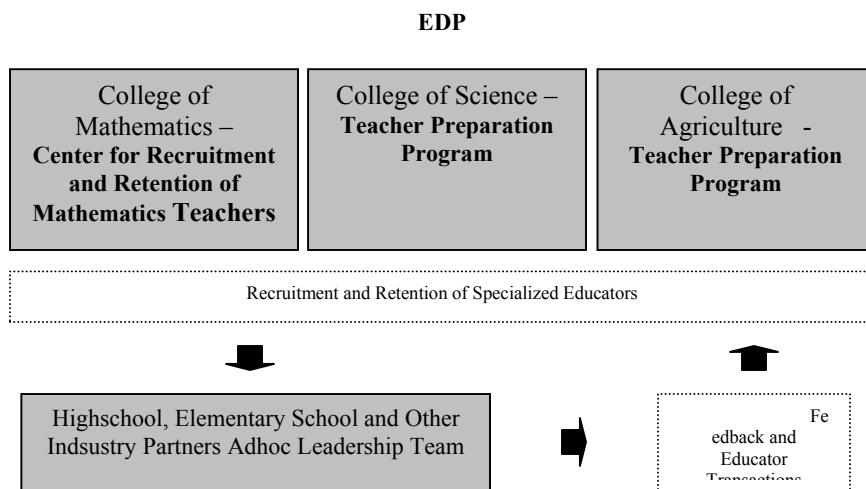 EDP
College of
Mathematics –
Center for Recruitment
and Retention of
Mathematics Teachers
College of Science –
Teacher Preparation
Program
College of
Agriculture -
Teacher Preparation
Program
Recruitment and Retention of Specialized Educators
Highschool, Elementary School and Other
Indsustry Partners Adhoc Leadership Team
Fe
edback and
Educator
Transactions